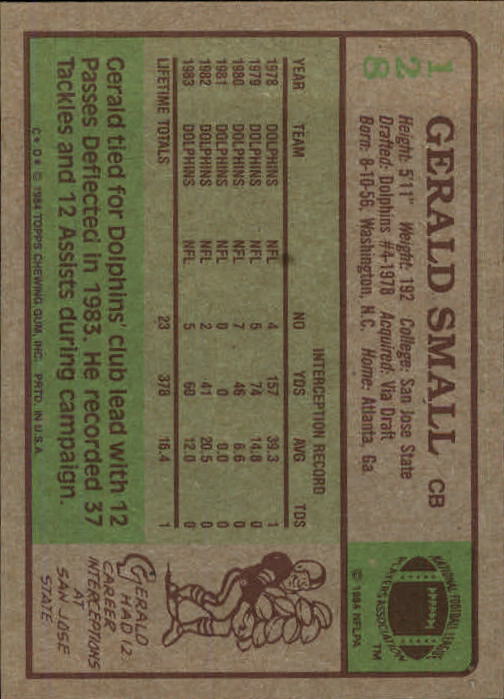 128
GERALD SMALL CB
Height: 5'11" Weight: 192 College: San Jose State
Drafted: Dolphins #4-1978 Acquired: Via Draft
Born: 8-10-56, Washington, N.C. Home: Atlanta, Ga.
NATIONAL FOOTBALL LEAGUE
PLAYERS ASSOCIATION
TM
© 1984 NFLPA
INTERCEPTION RECORD
YEAR TEAM NO YDS AVG TDS
1978 DOLPHINS NFL 4 157 39.3 1
1979 DOLPHINS NFL 5 74 14.8 0
1980 DOLPHINS NFL 7 46 6.6 0
1981 DOLPHINS NFL 0 0 0.0 0
1982 DOLPHINS NFL 2 41 20.5 0
1983 DOLPHINS NFL 5 60 12.0 0
LIFETIME TOTALS 23 378 16.4 1
Gerald tied for Dolphins' club lead with 12
Passes Deflected in 1983. He recorded 37
Tackles and 12 Assists during campaign.
C★D★ © 1984 TOPPS CHEWING GUM, INC. PRTD. IN U.S.A.
GERALD
HAD 12
CAREER
INTERCEPTIONS
AT
SAN JOSE
STATE